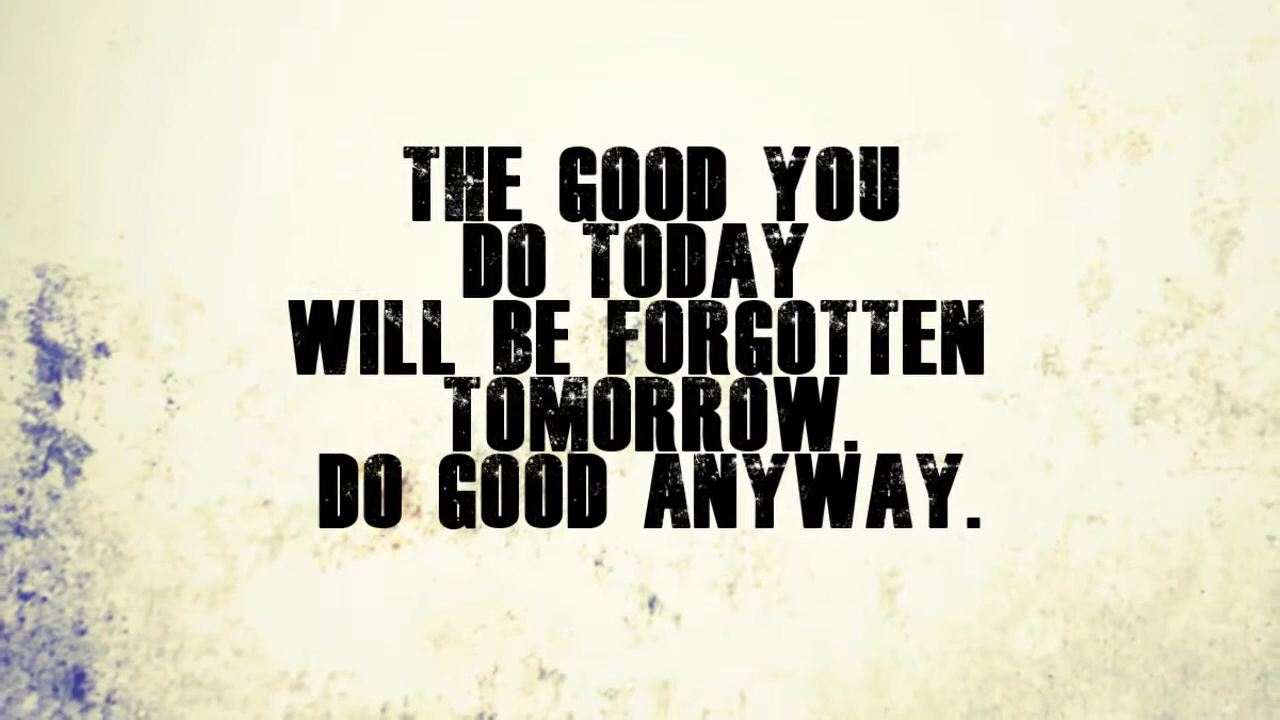 THE GOOD YOU
DO TODAY
WILL BE FORGOTTEN
TOMORROW.
DO GOOD ANYWAY.